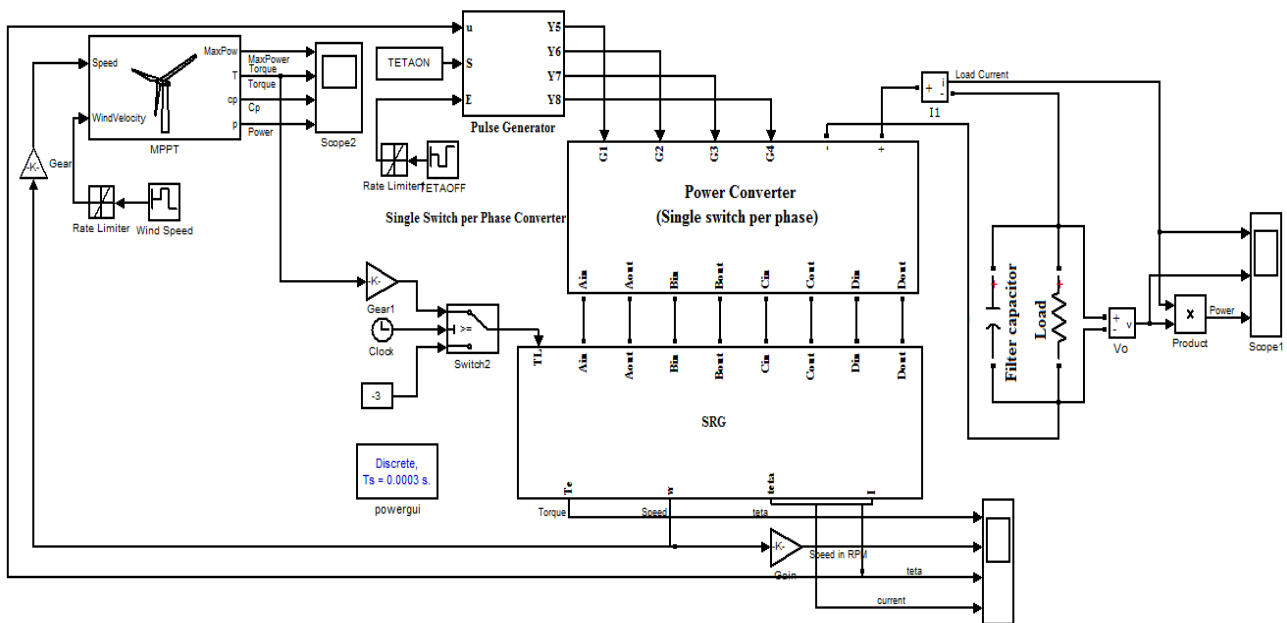 Speed
WindVelocity
MaxPow
T
cp
p
MPPT
MaxPower
Torque
Torque
Cp
Power
Scope2
Gear
-K-
Rate Limiter
Wind Speed
u
S
E
Y5
Y6
Y7
Y8
Pulse Generator
TETAON
Rate Limiter1
TETAOFF
Single Switch per Phase Converter
G1
G2
G3
G4
-
+
Power Converter
(Single switch per phase)
Ain
Aout
Bin
Bout
Cin
Cout
Din
Dout
+
i
-
I1
Load Current
-K-
Gear1
Clock
>=
Switch2
-3
TL
Ain
Aout
Bin
Bout
Cin
Cout
Din
Dout
SRG
Te
w
teta
I
Discrete,
Ts = 0.0003 s.
powergui
+
Filter capacitor
+
Load
+
-
v
Vo
×
Product
Power
Scope1
Torque
Speed
teta
-K-
Gain
Speed in RPM
teta
current